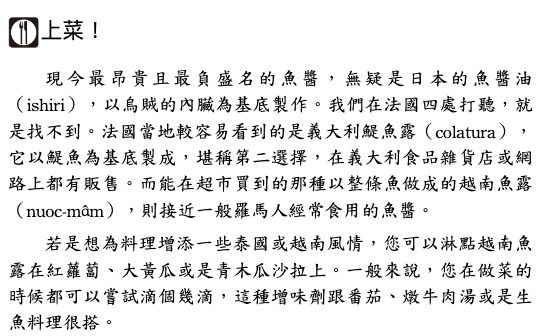 上菜！
現今最昂貴且最負盛名的魚醬，無疑是日本的魚醬油
（ishiri），以烏賊的內臟為基底製作。我們在法國四處打聽，就
是找不到。法國當地較容易看到的是義大利鯷魚露（colatura），
它以鯷魚為基底製成，堪稱第二選擇，在義大利食品雜貨店或網
路上都有販售。而能在超市買到的那種以整條魚做成的越南魚露
（nuoc-mâm），則接近一般羅馬人經常食用的魚醬。
若是想為料理增添一些泰國或越南風情，您可以淋點越南魚
露在紅蘿蔔、大黃瓜或是青木瓜沙拉上。一般來說，您在做菜的
時候都可以嘗試滴個幾滴，這種增味劑跟番茄、燉牛肉湯或是生
魚料理很搭。